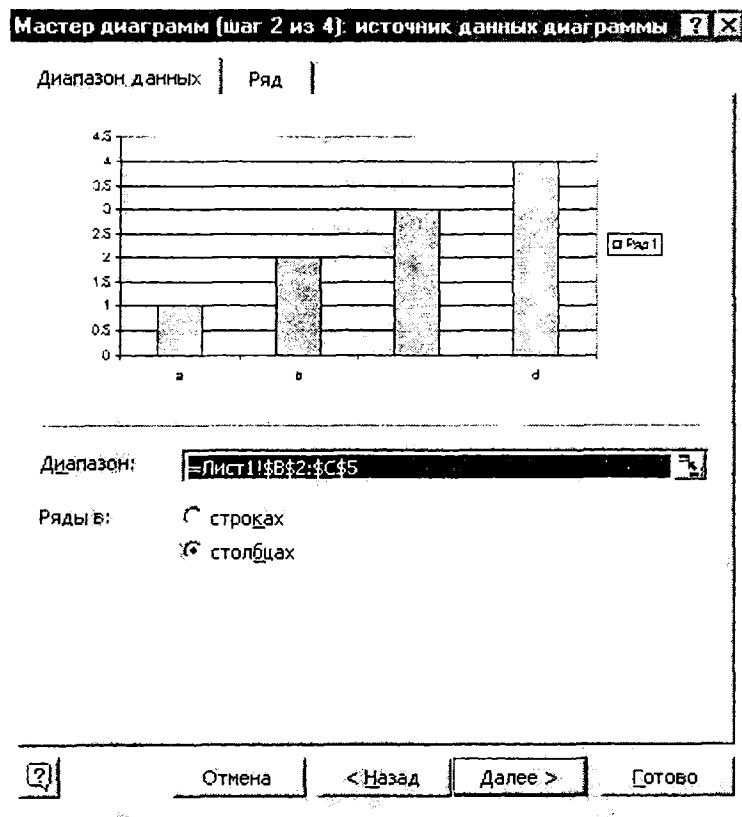 Мастер диаграмм (шаг 2 из 4): источник данных диаграммы
Диапазон данных
Ряд
4.5
4
3.5
3
2.5
2
1.5
1
0.5
0
a
b
d
Ряд1
Диапазон:
=Лист1!$B$2:$C$5
Ряды в:
строках
столбцах
Отмена
< Назад
Далее >
Готово